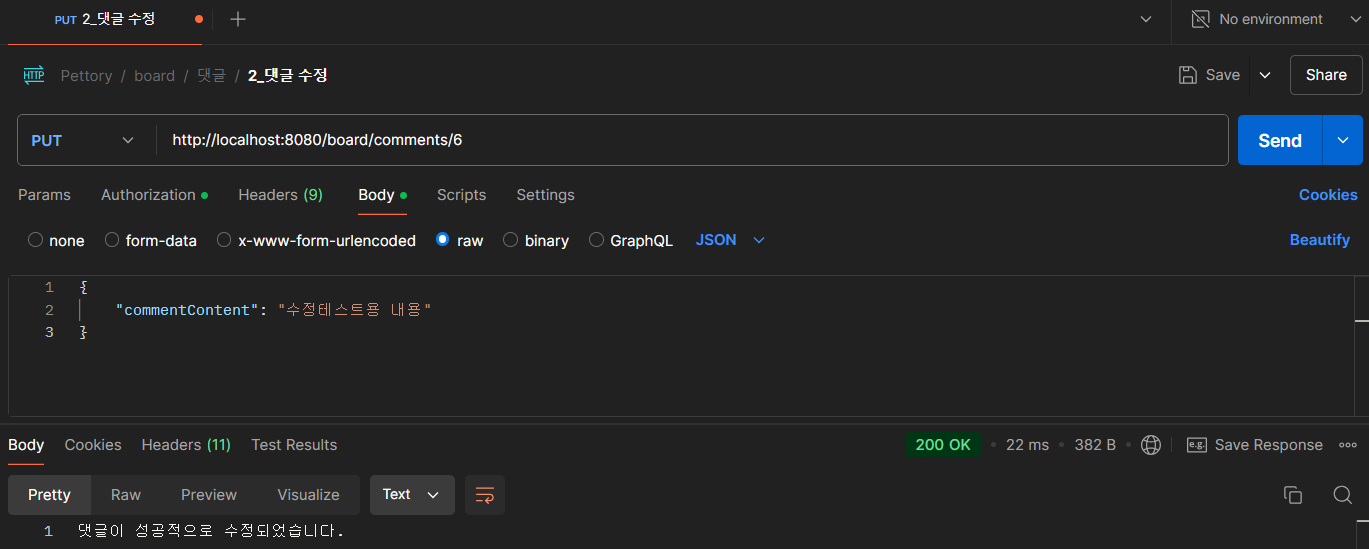 PUT 2_댓글 수정
No environment
HTTP Pettory / board / 댓글 / 2_댓글 수정
Save
Share
PUT http://localhost:8080/board/comments/6
Send
Params Authorization Headers (9) Body Scripts Settings Cookies
none form-data x-www-form-urlencoded raw binary GraphQL JSON Beautify
1 {
2 "commentContent": "수정테스트용 내용"
3 }
Body Cookies Headers (11) Test Results 200 OK 22 ms 382 B e.g. Save Response
Pretty Raw Preview Visualize Text
1 댓글이 성공적으로 수정되었습니다.